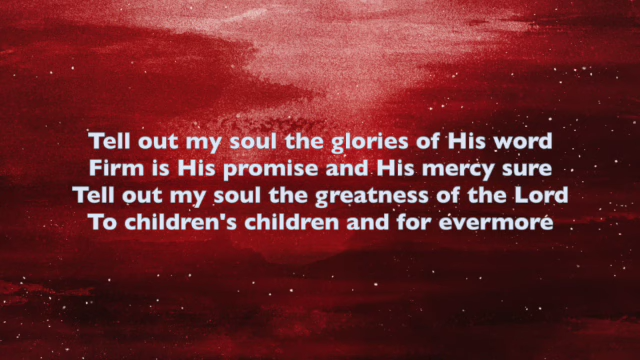 Tell out my soul the glories of His word
Firm is His promise and His mercy sure
Tell out my soul the greatness of the Lord
To children's children and for evermore